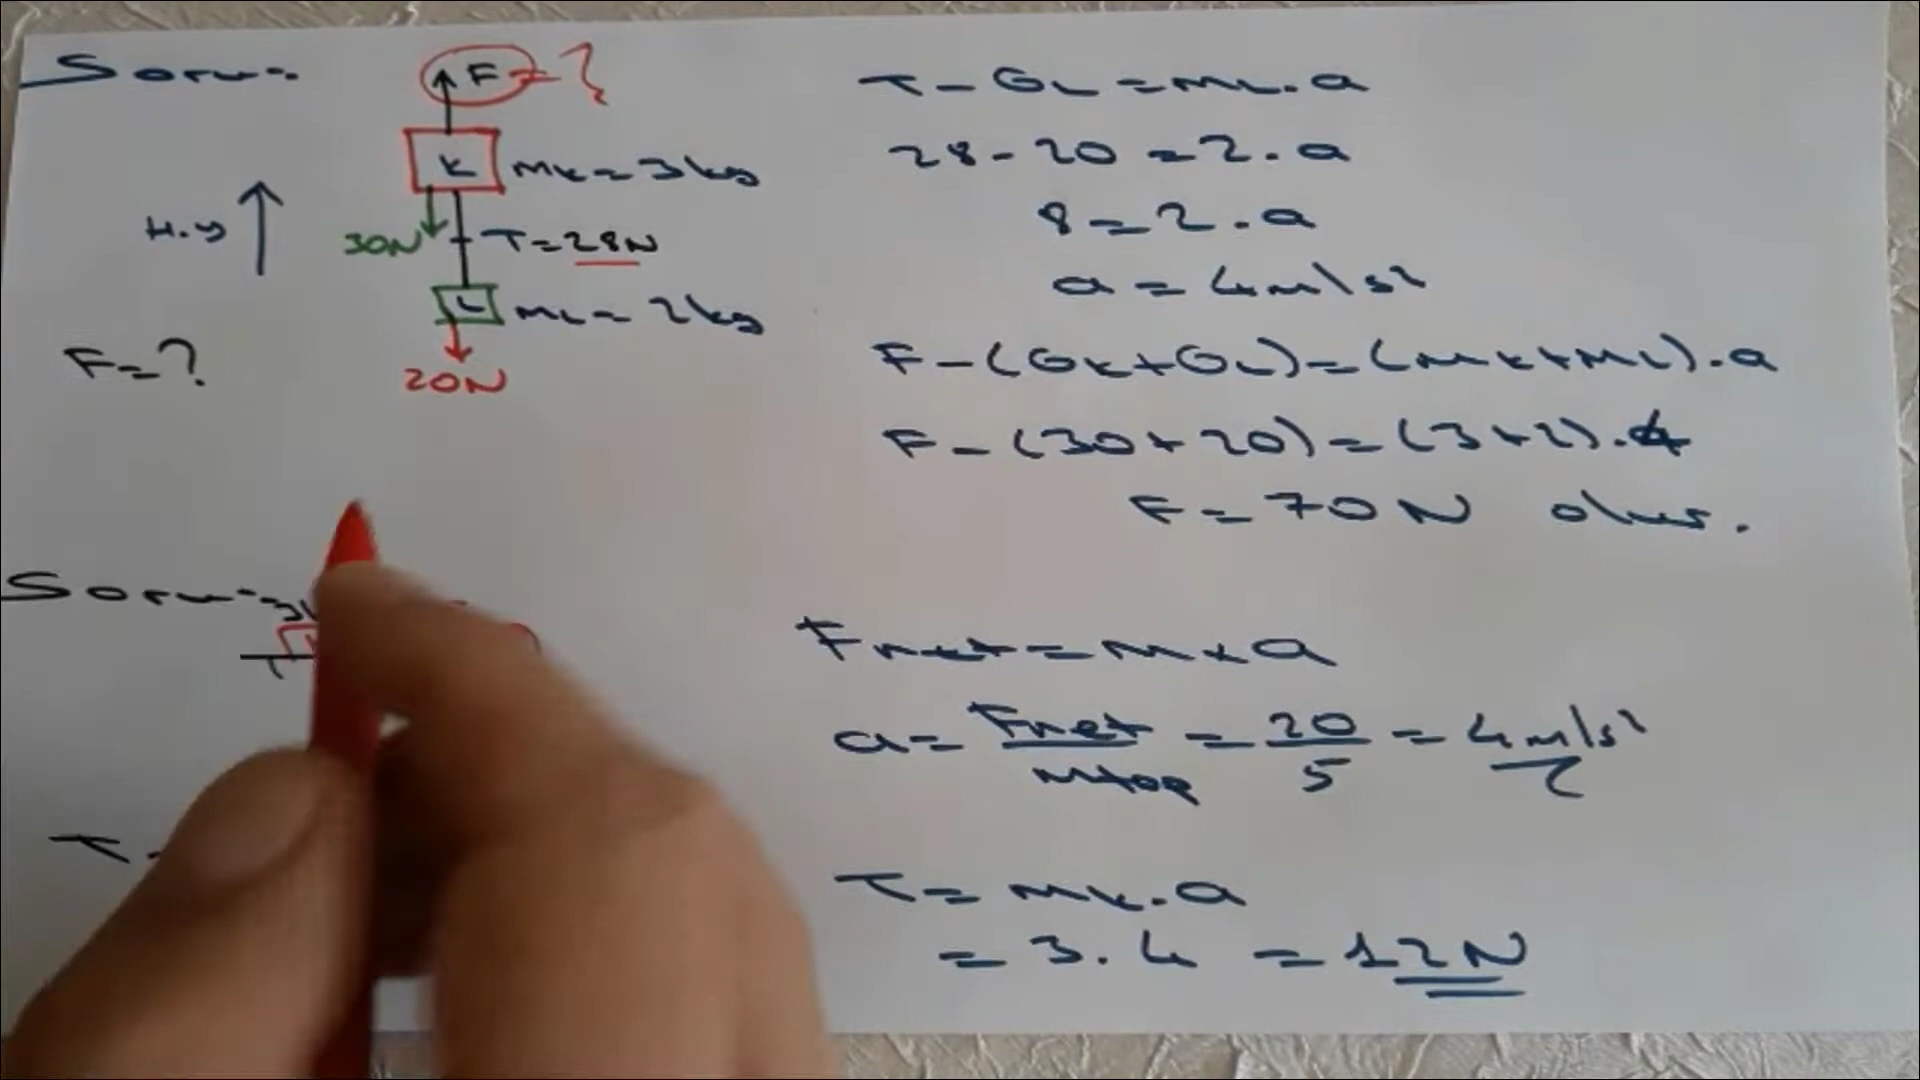 Soru:
F=?
K mK=3kg
H.y
30N T=28N
L mL=2kg
F=?
20N
T-GL=mL.a
28-20=2.a
8=2.a
a=4m/s²
F-(GK+GL)=(mK+mL).a
F-(30+20)=(3+2).4
F=70N olur.
Soru:
T
Fnet=mxa
a=Fnet/mtop=20/5=4m/s²
T=mK.a
=3.4=12N